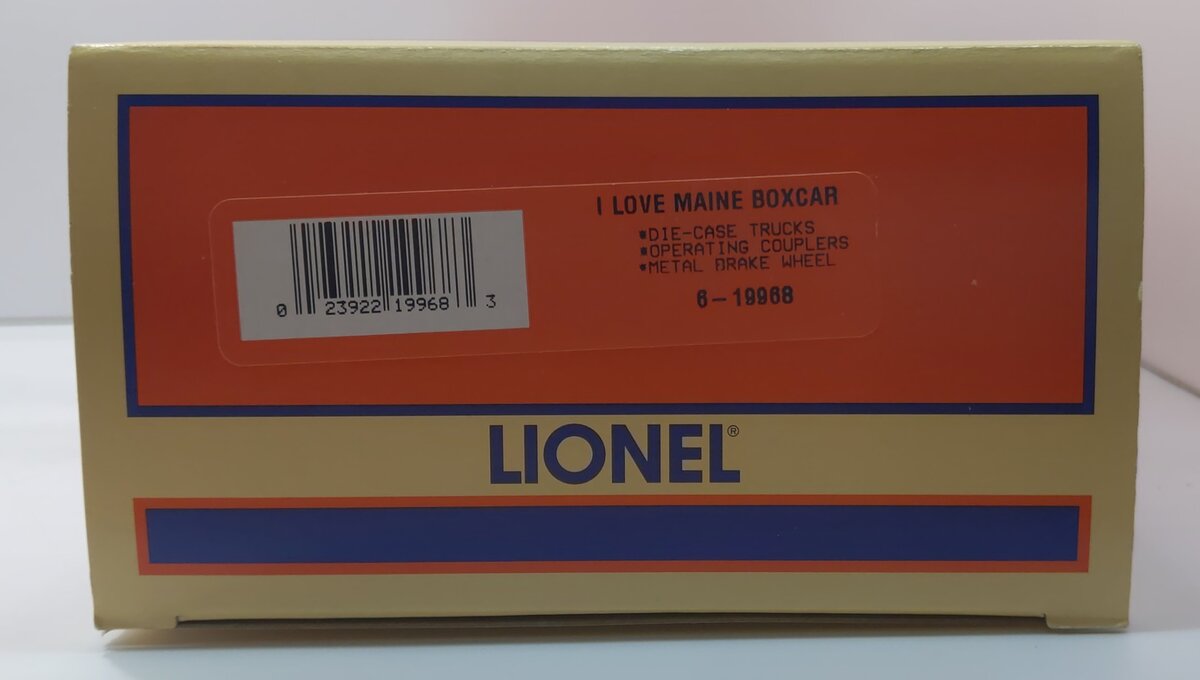 I LOVE MAINE BOXCAR
*DIE-CASE TRUCKS
*OPERATING COUPLERS
*METAL BRAKE WHEEL
6-19968
0 23922 19968 3
LIONEL®